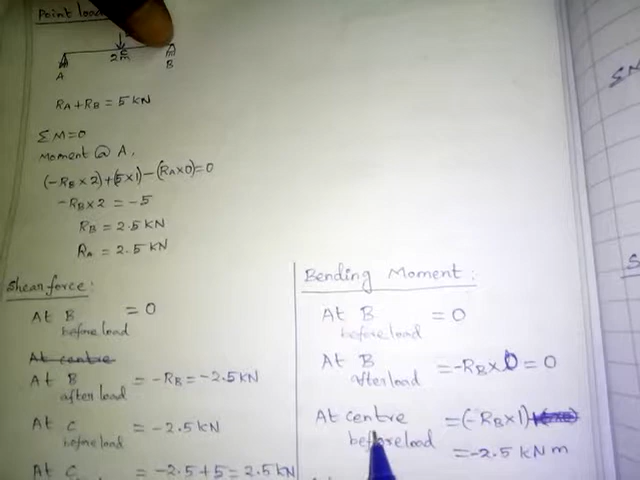 Point load
2m
C
A
B
RA + RB = 5 KN
ΣM=0
Moment @ A,
(-RB × 2) + (5×1) - (RA×0) = 0
-RB×2 = -5
RB = 2.5 KN
RA = 2.5 KN
Shear force:
At B before load = 0
At centre
At B after load = -RB = -2.5 KN
At C before load = -2.5 KN
At C = -2.5+5 = 2.5 KN
Bending Moment:
At B before load = 0
At B after load = -RB×0 = 0
At centre before load = (-RB×1)
= -2.5 KN m